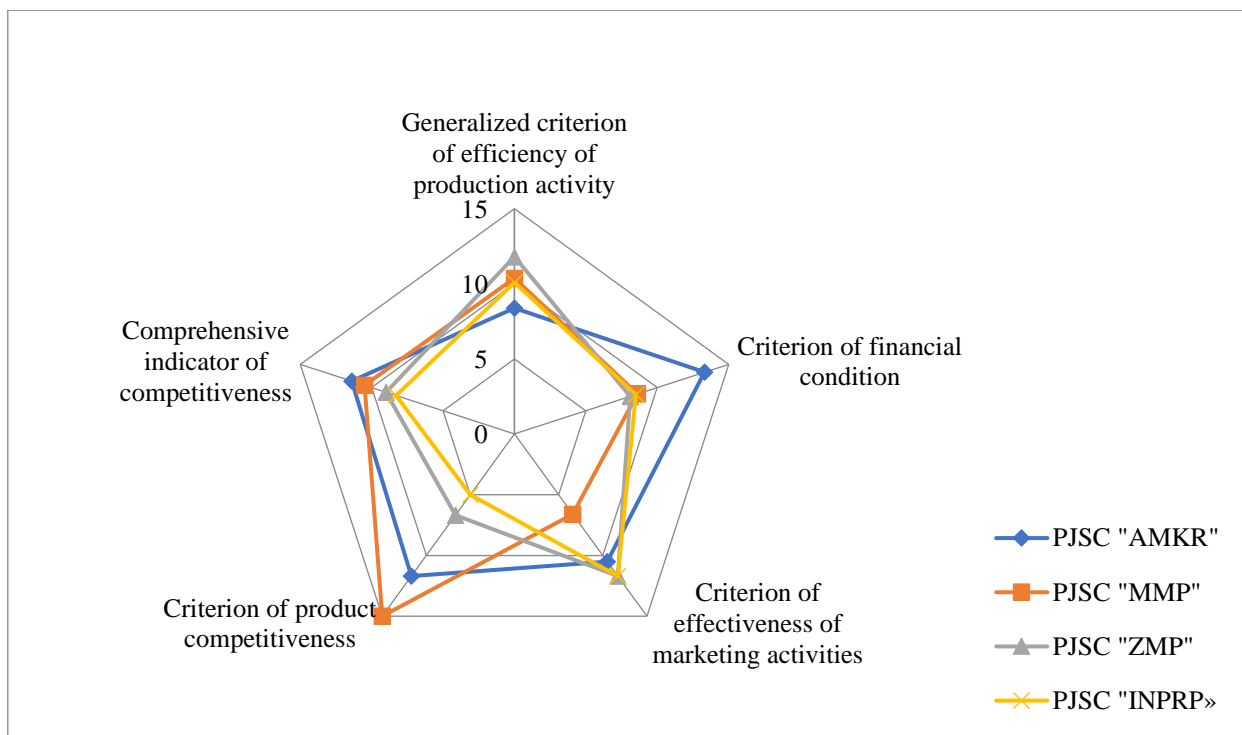 Generalized criterion
of efficiency of
production activity
15
10
5
0
Criterion of financial
condition
Comprehensive
indicator of
competitiveness
Criterion of product
competitiveness
Criterion of
effectiveness of
marketing activities
PJSC "AMKR"
PJSC "MMP"
PJSC "ZMP"
PJSC "INPRP»